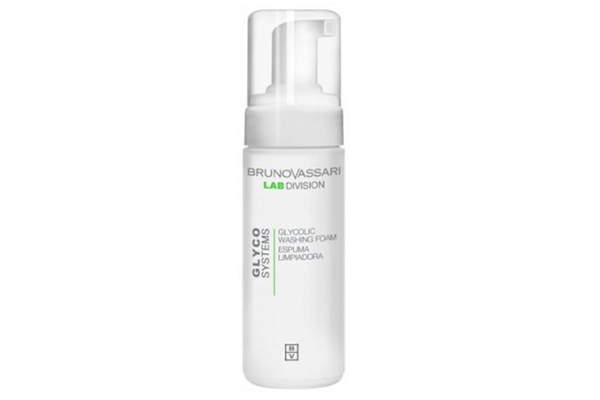 BRUNOVASSARI
LAB DIVISION
GLYCO
SYSTEMS
GLYCOLIC
WASHING FOAM
ESPUMA
LIMPIADORA
B
V